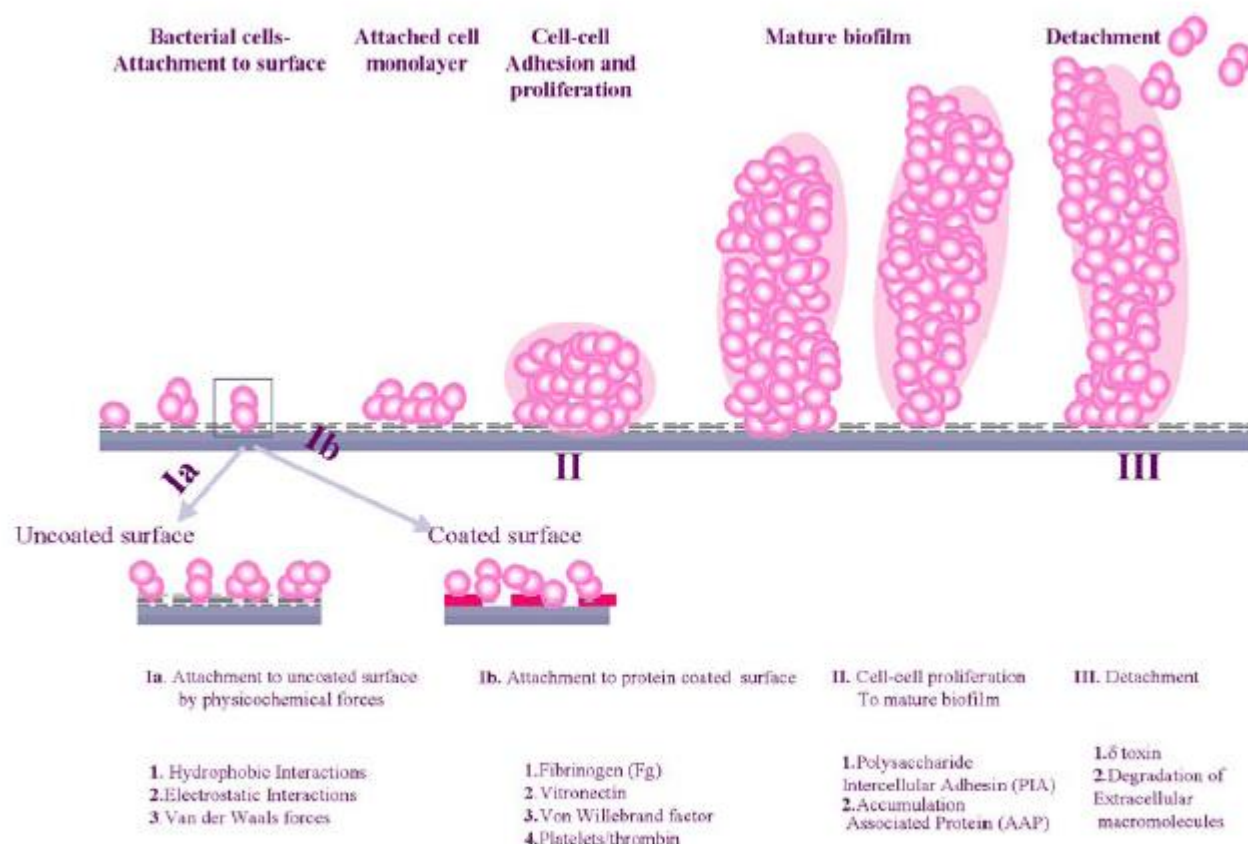 Bacterial cells-
Attachment to surface
Attached cell
monolayer
Cell-cell
Adhesion and
proliferation
Mature biofilm
Detachment
Ia
Ib
II
III
Uncoated surface
Coated surface
Ia. Attachment to uncoated surface
by physicochemical forces
1. Hydrophobic Interactions
2.Electrostatic Interactions
3.Van der Waals forces
Ib. Attachment to protein coated surface
1.Fibrinogen (Fg)
2. Vitronectin
3.Von Willebrand factor
4.Platelets/thrombin
II. Cell-cell proliferation
To mature biofilm
1.Polysaccharide
Intercellular Adhesin (PIA)
2.Accumulation
Associated Protein (AAP)
III. Detachment
1.δ toxin
2.Degradation of
Extracellular
macromolecules